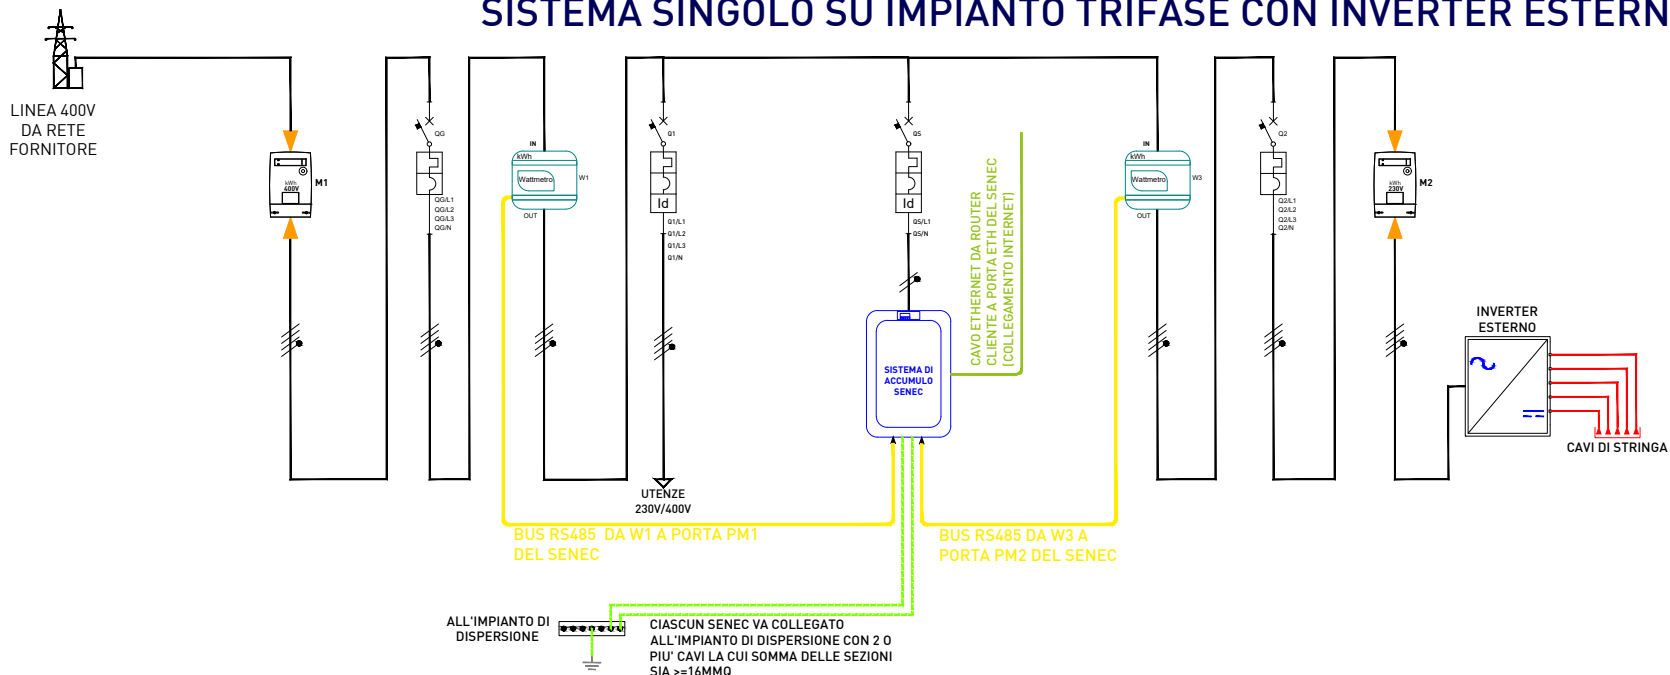 SISTEMA SINGOLO SU IMPIANTO TRIFASE CON INVERTER ESTERN
LINEA 400V
DA RETE
FORNITORE
kWh
400V
M1
QG
QG/L1
QG/L2
QG/L3
QG/N
IN
kWh
Wattmetro
W1
OUT
Q1
Id
Q1/L1
Q1/L2
Q1/L3
Q1/N
UTENZE
230V/400V
QS
Id
QS/L1
QS/N
SISTEMA DI
ACCUMULO
SENEC
CAVO ETHERNET DA ROUTER
CLIENTE A PORTA ETH DEL SENEC
(COLLEGAMENTO INTERNET)
IN
kWh
Wattmetro
W3
OUT
Q2
Q2/L1
Q2/L2
Q2/L3
Q2/N
kWh
230V
M2
INVERTER
ESTERNO
CAVI DI STRINGA
BUS RS485 DA W1 A PORTA PM1
DEL SENEC
BUS RS485 DA W3 A
PORTA PM2 DEL SENEC
ALL'IMPIANTO DI
DISPERSIONE
CIASCUN SENEC VA COLLEGATO
ALL'IMPIANTO DI DISPERSIONE CON 2 O
PIU' CAVI LA CUI SOMMA DELLE SEZIONI
SIA >=16MMQ